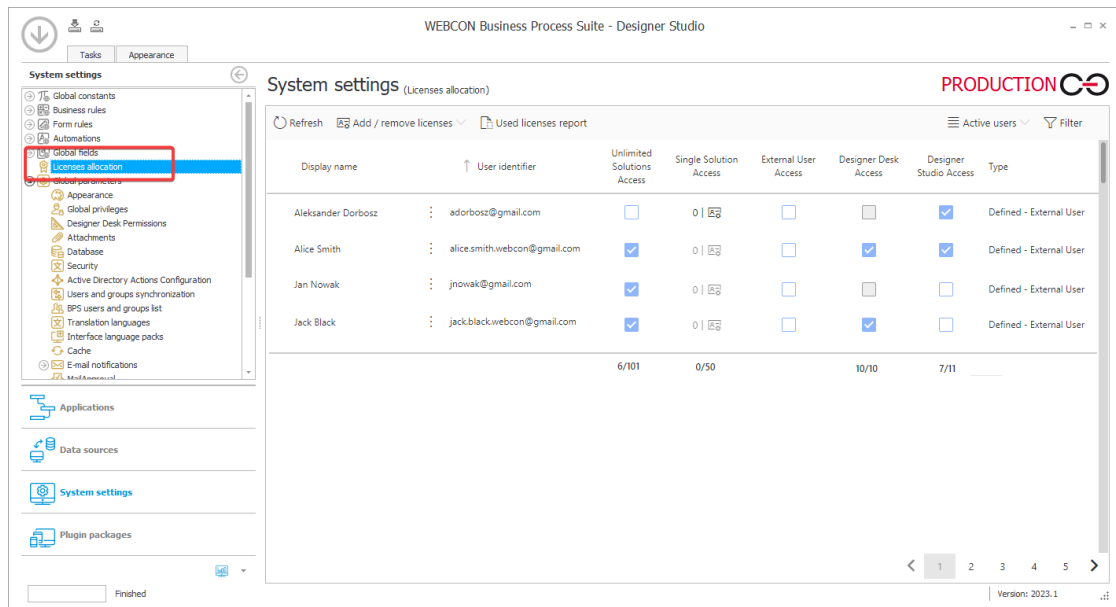 WEBCON Business Process Suite - Designer Studio
Tasks Appearance
System settings
Global constants
Business rules
Form rules
Automations
Global fields
Licenses allocation
Global parameters
Appearance
Global privileges
Designer Desk Permissions
Attachments
Database
Security
Active Directory Actions Configuration
Users and groups synchronization
BPS users and groups list
Translation languages
Interface language packs
Cache
E-mail notifications
MailApproval
Applications
Data sources
System settings
Plugin packages
Finished
System settings (Licenses allocation)
PRODUCTION
Refresh Add / remove licenses Used licenses report Active users Filter
Display name User identifier Unlimited Solutions Access Single Solution Access External User Access Designer Desk Access Designer Studio Access Type
Aleksander Dorbosz adorbosz@gmail.com 0 | Defined - External User
Alice Smith alice.smith.webcon@gmail.com 0 | Defined - External User
Jan Nowak jnowak@gmail.com 0 | Defined - External User
Jack Black jack.black.webcon@gmail.com 0 | Defined - External User
6/101 0/50 10/10 7/11
1 2 3 4 5
Version: 2023.1